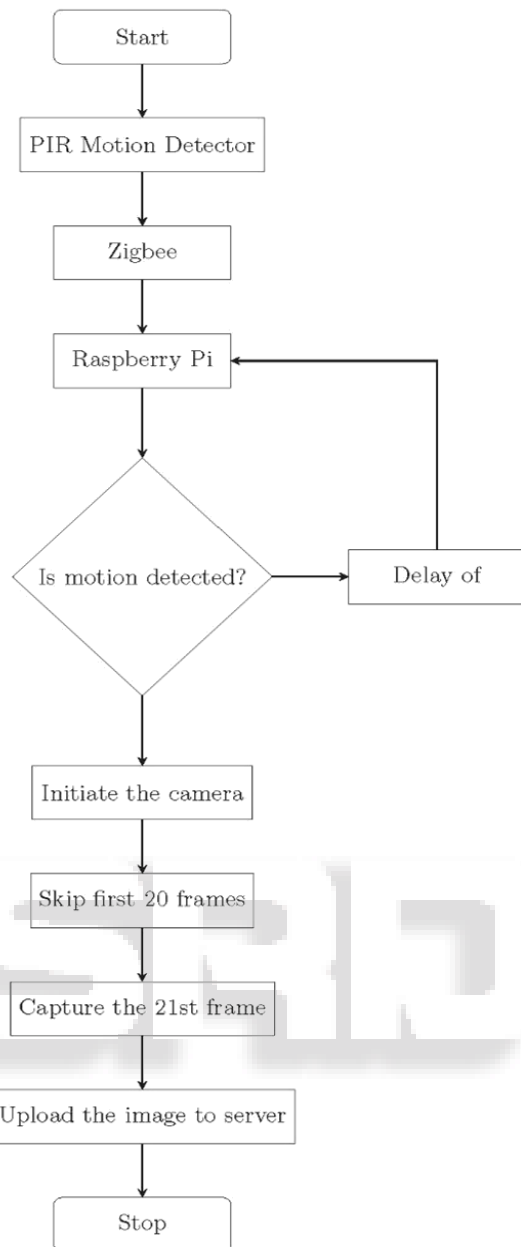 Start
PIR Motion Detector
Zigbee
Raspberry Pi
Is motion detected?
Delay of
Initiate the camera
Skip first 20 frames
Capture the 21st frame
Upload the image to server
Stop